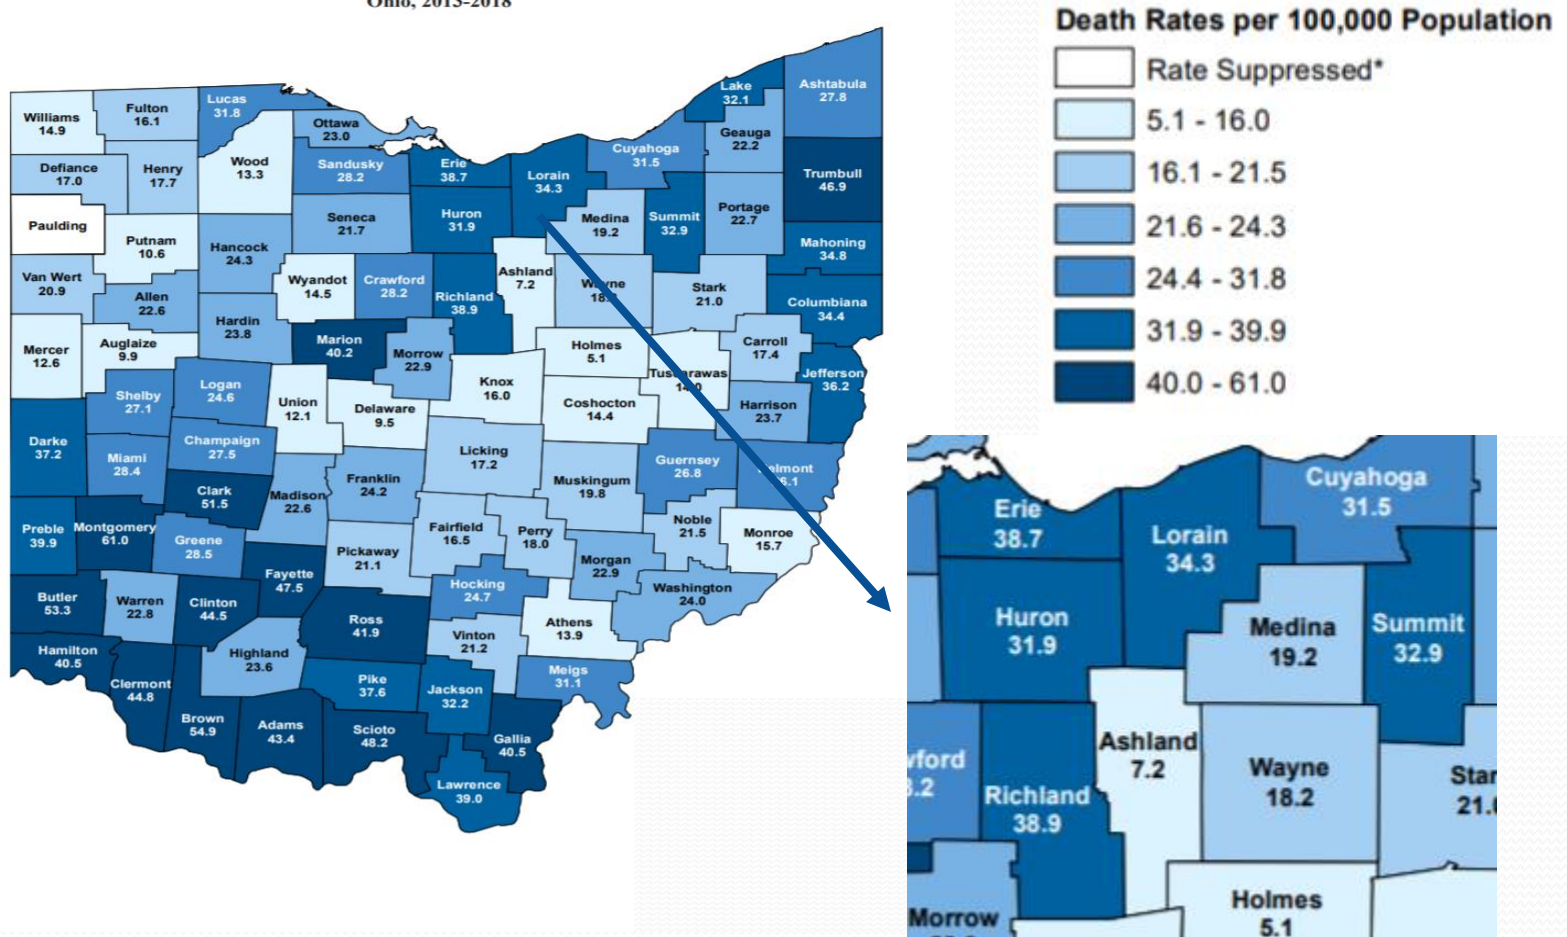 Ohio, 2013-2018
Death Rates per 100,000 Population
Rate Suppressed*
5.1 - 16.0
16.1 - 21.5
21.6 - 24.3
24.4 - 31.8
31.9 - 39.9
40.0 - 61.0
Williams
14.9
Fulton
16.1
Lucas
31.8
Ottawa
23.0
Lake
32.1
Ashtabula
27.8
Geauga
22.2
Cuyahoga
31.5
Defiance
17.0
Henry
17.7
Wood
13.3
Sandusky
28.2
Erie
38.7
Lorain
34.3
Trumbull
46.9
Paulding
Seneca
21.7
Huron
31.9
Medina
19.2
Summit
32.9
Portage
22.7
Mahoning
34.8
Putnam
10.6
Hancock
24.3
Van Wert
20.9
Allen
22.6
Wyandot
14.5
Crawford
28.2
Richland
38.9
Ashland
7.2
Wayne
Stark
21.0
Columbiana
34.4
Hardin
23.8
Mercer
12.6
Auglaize
9.9
Marion
40.2
Morrow
22.9
Holmes
5.1
Carroll
17.4
Tuscarawas
14.0
Jefferson
36.2
Shelby
27.1
Logan
24.6
Union
12.1
Delaware
9.5
Knox
16.0
Coshocton
14.4
Harrison
23.7
Darke
37.2
Miami
28.4
Champaign
27.5
Licking
17.2
Guernsey
26.8
Clark
51.5
Madison
22.6
Franklin
24.2
Muskingum
19.8
Preble
39.9
Montgomery
61.0
Greene
28.5
Fairfield
16.5
Perry
18.0
Noble
21.5
Monroe
15.7
Pickaway
21.1
Morgan
22.9
Fayette
47.5
Hocking
24.7
Washington
24.0
Butler
53.3
Warren
22.8
Clinton
44.5
Ross
41.9
Athens
13.9
Vinton
21.2
Hamilton
40.5
Highland
23.6
Meigs
31.1
Clermont
44.8
Pike
37.6
Jackson
32.2
Brown
54.9
Adams
43.4
Scioto
48.2
Gallia
40.5
Lawrence
39.0
Cuyahoga
31.5
Erie
38.7
Lorain
34.3
Huron
31.9
Medina
19.2
Summit
32.9
Ashland
7.2
Wayne
18.2
Richland
38.9
Holmes
5.1
Morrow